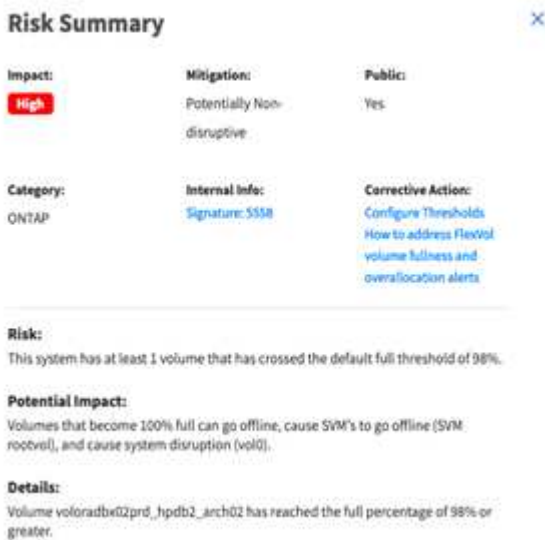 Risk Summary
Impact: Mitigation: Public:
High Potentially Non-disruptive Yes
Category: Internal Info: Corrective Action:
ONTAP Signature: 5558 Configure Thresholds
How to address FlexVol
volume fullness and
overallocation alerts
Risk:
This system has at least 1 volume that has crossed the default full threshold of 98%.
Potential Impact:
Volumes that become 100% full can go offline, cause SVM's to go offline (SVM
rootvol), and cause system disruption (vol0).
Details:
Volume voloradbx02prd_hpdb2_arch02 has reached the full percentage of 98% or
greater.